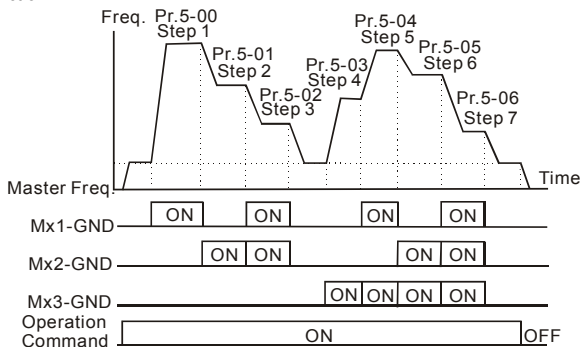 Freq.
Pr.5-00
Step 1
Pr.5-01
Step 2
Pr.5-02
Step 3
Pr.5-03
Step 4
Pr.5-04
Step 5
Pr.5-05
Step 6
Pr.5-06
Step 7
Time
Master Freq.
Mx1-GND ON ON ON ON
Mx2-GND ON ON ON ON
Mx3-GND ON ON ON ON
Operation
Command ON OFF